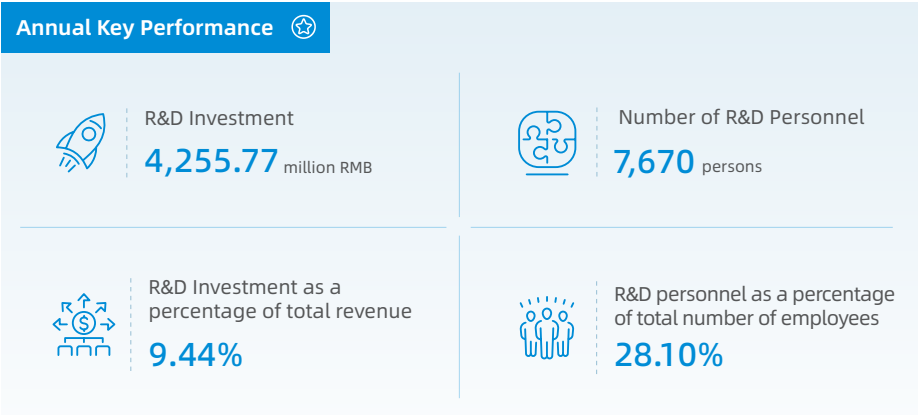 Annual Key Performance
R&D Investment
4,255.77 million RMB
Number of R&D Personnel
7,670 persons
R&D Investment as a
percentage of total revenue
9.44%
R&D personnel as a percentage
of total number of employees
28.10%